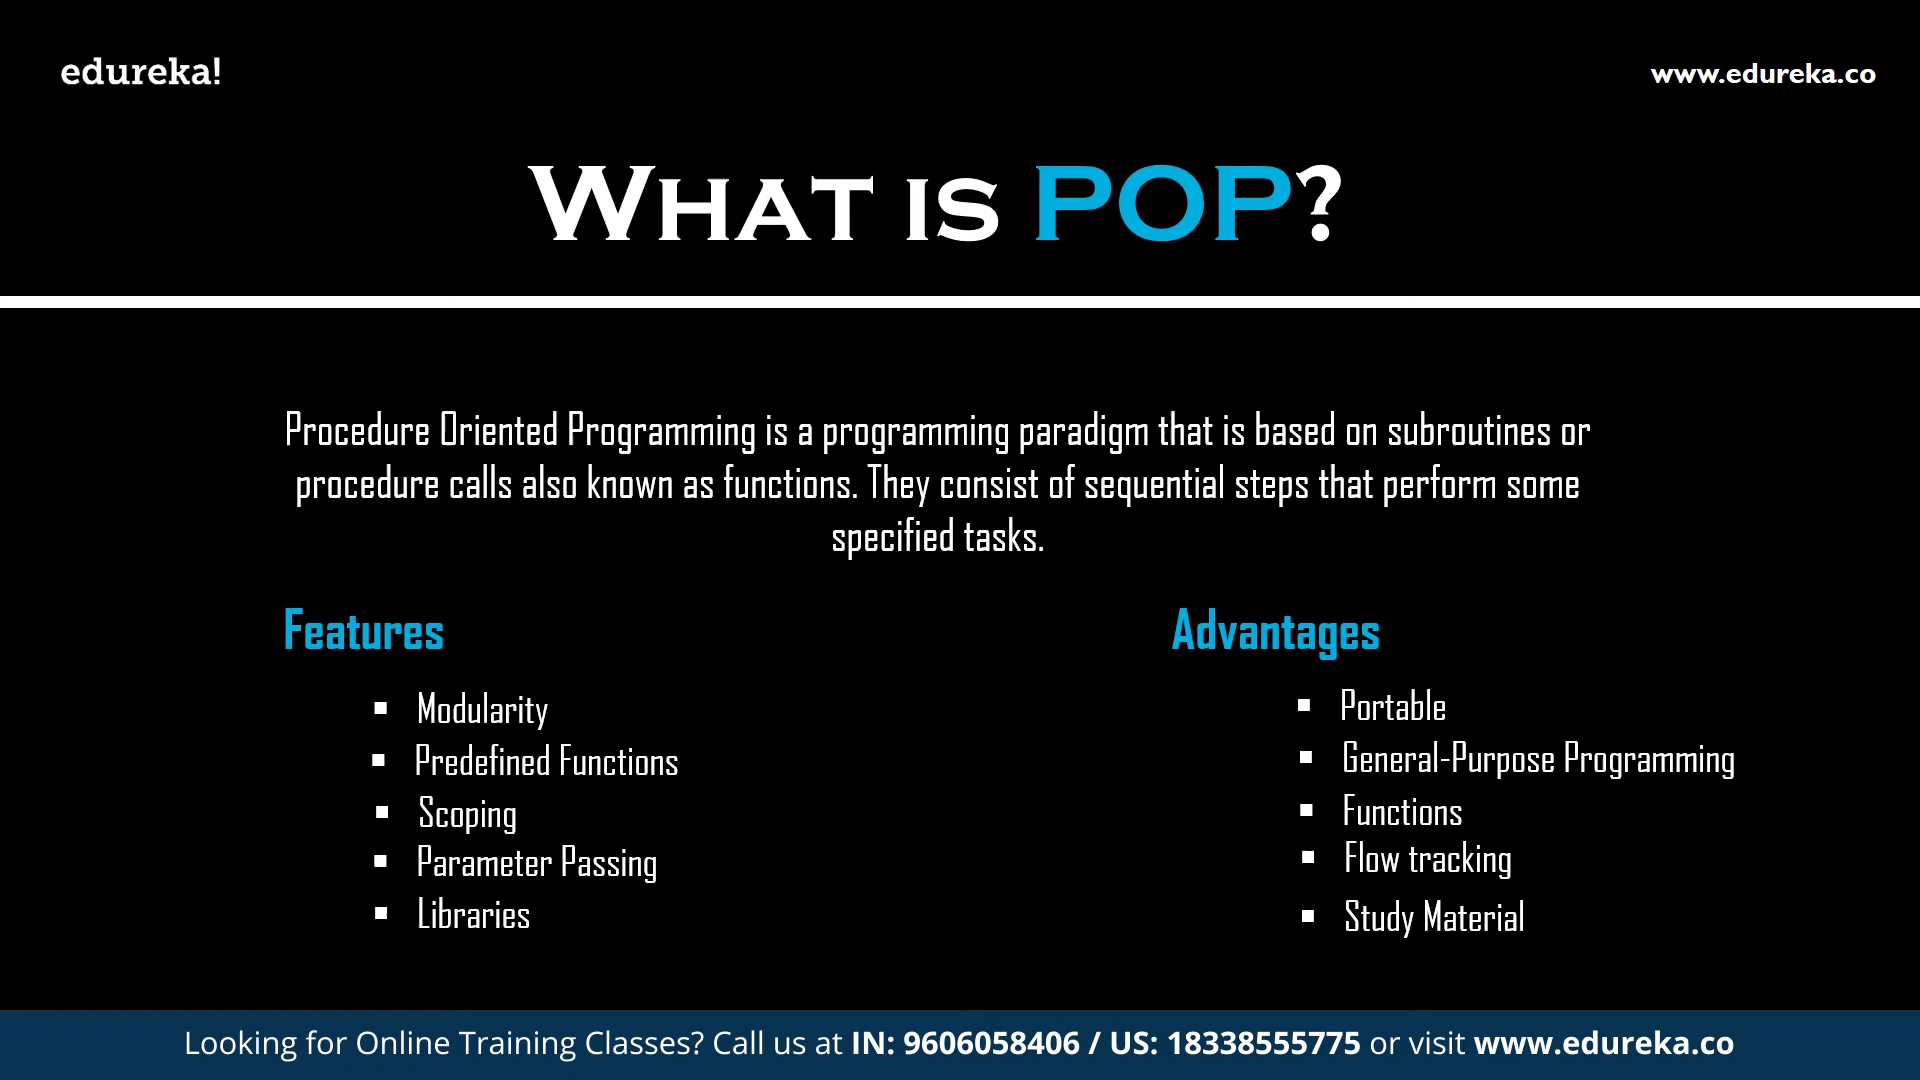 edureka!
www.edureka.co
WHAT IS POP?
Procedure Oriented Programming is a programming paradigm that is based on subroutines or
procedure calls also known as functions. They consist of sequential steps that perform some
specified tasks.
Features
▪ Modularity
▪ Predefined Functions
▪ Scoping
▪ Parameter Passing
▪ Libraries
Advantages
▪ Portable
▪ General-Purpose Programming
▪ Functions
▪ Flow tracking
▪ Study Material
Looking for Online Training Classes? Call us at IN: 9606058406 / US: 18338555775 or visit www.edureka.co